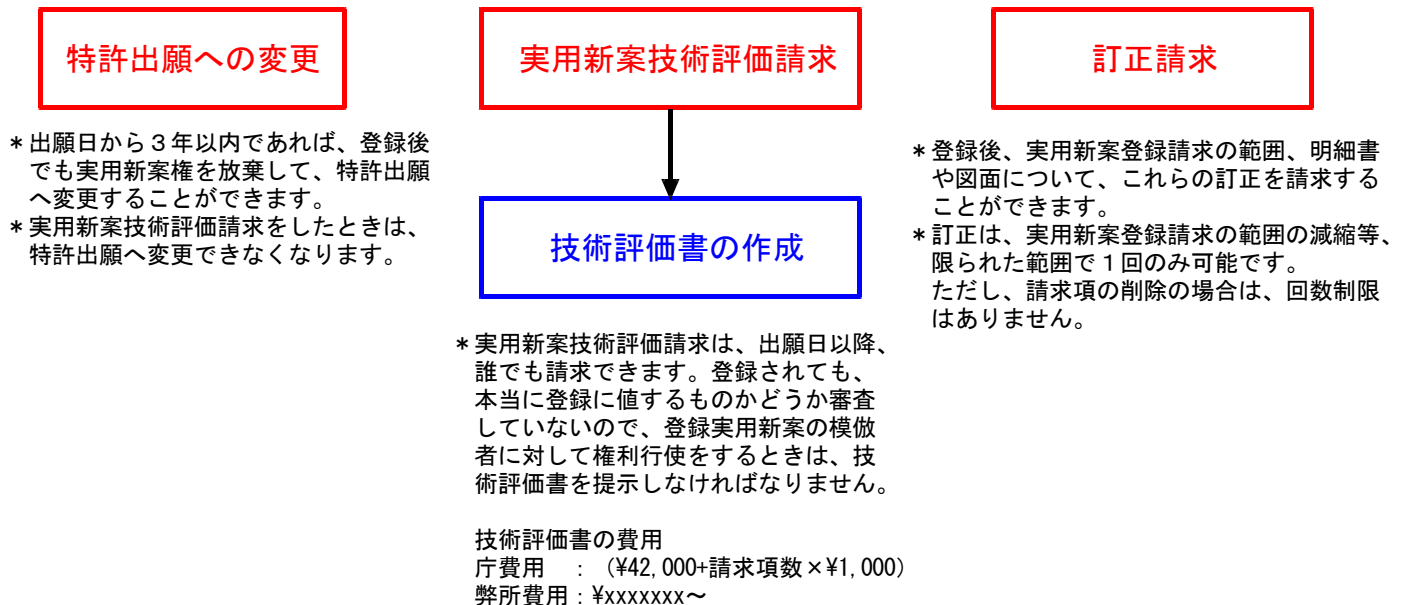 特許出願への変更
＊出願日から３年以内であれば、登録後
でも実用新案権を放棄して、特許出願
へ変更することができます。
＊実用新案技術評価請求をしたときは、
特許出願へ変更できなくなります。
実用新案技術評価請求
技術評価書の作成
＊実用新案技術評価請求は、出願日以降、
誰でも請求できます。登録されても、
本当に登録に値するものかどうか審査
していないので、登録実用新案の模倣
者に対して権利行使をするときは、技
術評価書を提示しなければなりません。
技術評価書の費用
庁費用　：（¥42,000+請求項数×¥1,000）
弊所費用：¥xxxxxxx～
訂正請求
＊登録後、実用新案登録請求の範囲、明細書
や図面について、これらの訂正を請求する
ことができます。
＊訂正は、実用新案登録請求の範囲の減縮等、
限られた範囲で１回のみ可能です。
ただし、請求項の削除の場合は、回数制限
はありません。